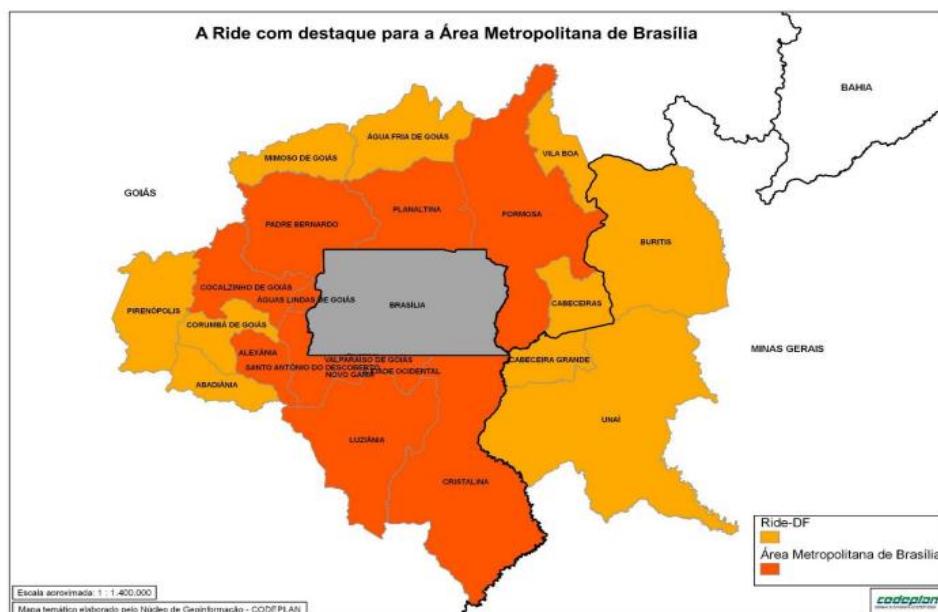 A Ride com destaque para a Área Metropolitana de Brasília
BAHIA
ÁGUA FRIA DE GOIÁS
MIMOSO DE GOIÁS
VILA BOA
GOIÁS
PLANALTINA
FORMOSA
PADRE BERNARDO
BURITIS
COCALZINHO DE GOIÁS
ÁGUAS LINDAS DE GOIÁS
BRASÍLIA
CABECEIRAS
PIRENÓPOLIS
CORUMBÁ DE GOIÁS
MINAS GERAIS
ALEXÂNIA
VALPARAÍSO DE GOIÁS
CABECEIRA GRANDE
SANTO ANTÔNIO DO DESCOBERTO
CIDADE OCIDENTAL
NOVO GAMA
ABADIÂNIA
UNAÍ
LUZIÂNIA
CRISTALINA
Ride-DF
Área Metropolitana de Brasília
Escala aproximada: 1 : 1.400.000
Mapa temático elaborado pelo Núcleo de Geoinformação - CODEPLAN
codeplan